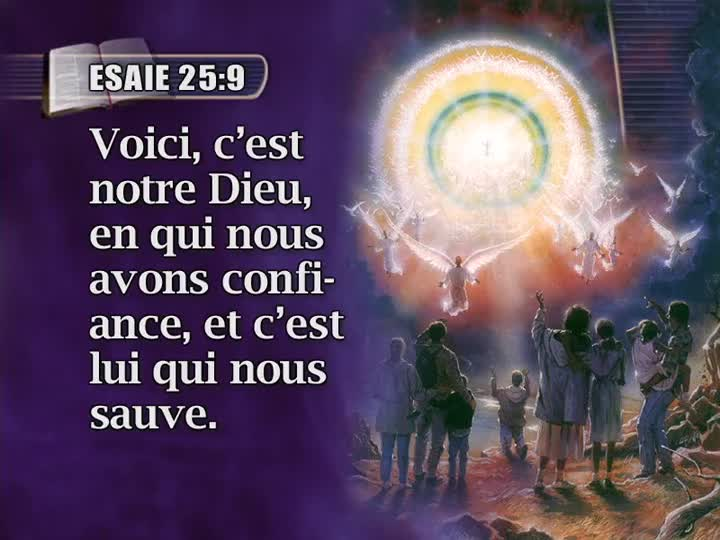 ESAIE 25:9
Voici, c’est
notre Dieu,
en qui nous
avons confi-
ance, et c’est
lui qui nous
sauve.